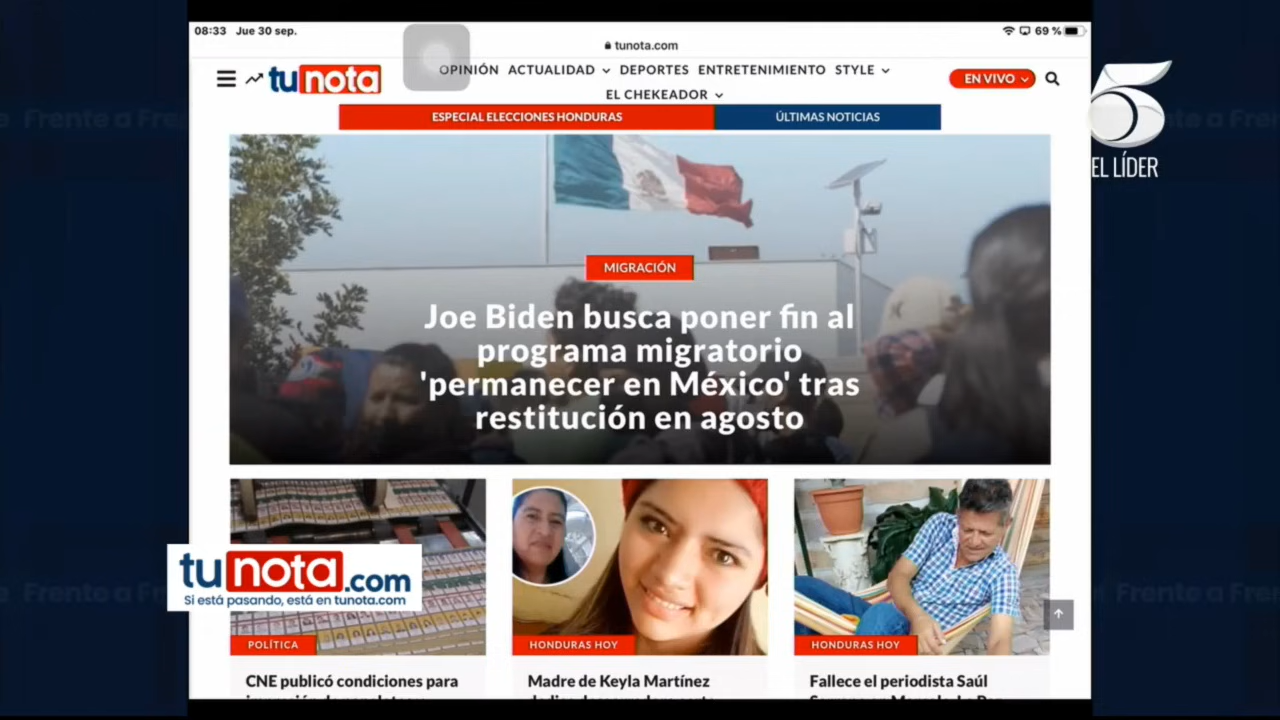 08:33 Jue 30 sep.
69 %
tunota.com
tunota
OPINIÓN ACTUALIDAD DEPORTES ENTRETENIMIENTO STYLE
EL CHEKEADOR
EN VIVO
ESPECIAL ELECCIONES HONDURAS
ÚLTIMAS NOTICIAS
5
EL LÍDER
Frente a
Frente a Fre
MIGRACIÓN
Joe Biden busca poner fin al
programa migratorio
'permanecer en México' tras
restitución en agosto
tunota.com
Si está pasando, está en tunota.com
POLÍTICA
CNE publicó condiciones para
HONDURAS HOY
Madre de Keyla Martínez
HONDURAS HOY
Fallece el periodista Saúl